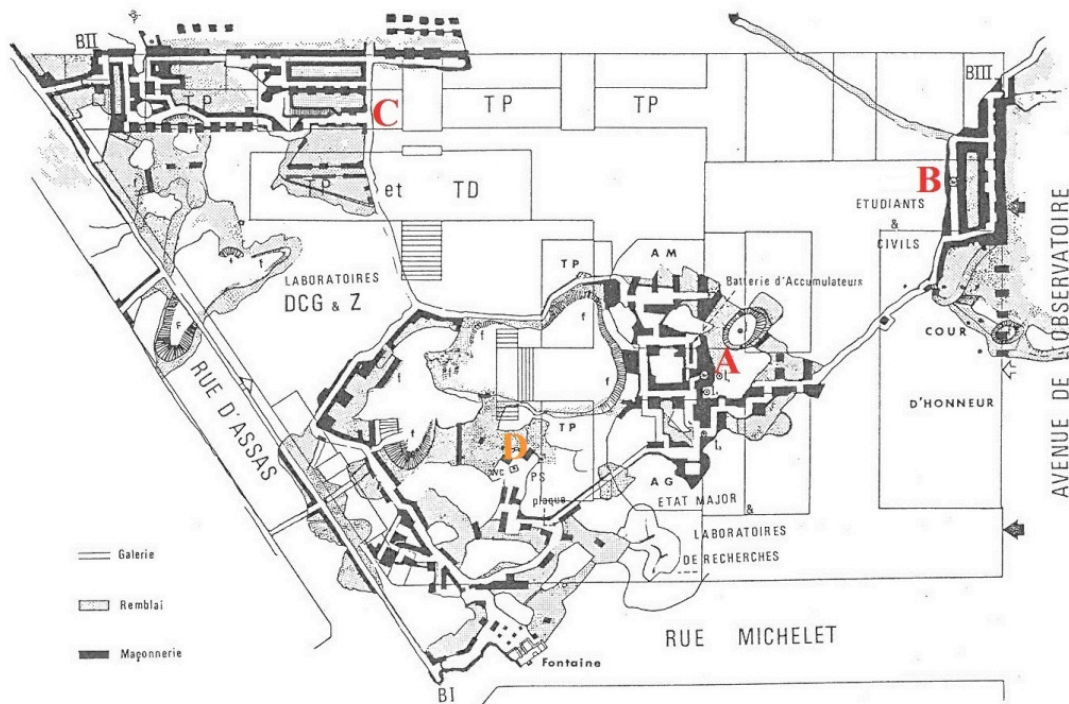 BII
BIII
TP
C
TP
TP
B
TP et TD
ETUDIANTS
&
CIVILS
AVENUE DE L'OBSERVATOIRE
AM
TP
Batterie d'Accumulateurs
LABORATOIRES
DCG & Z
f
f
f
F
f
f
f
f
COUR
A
D'HONNEUR
RUE D'ASSAS
TP
D
WC
PS
plaque
AG
ETAT MAJOR
&
LABORATOIRES
DE RECHERCHES
Galerie
Remblai
Maçonnerie
RUE MICHELET
Fontaine
BI